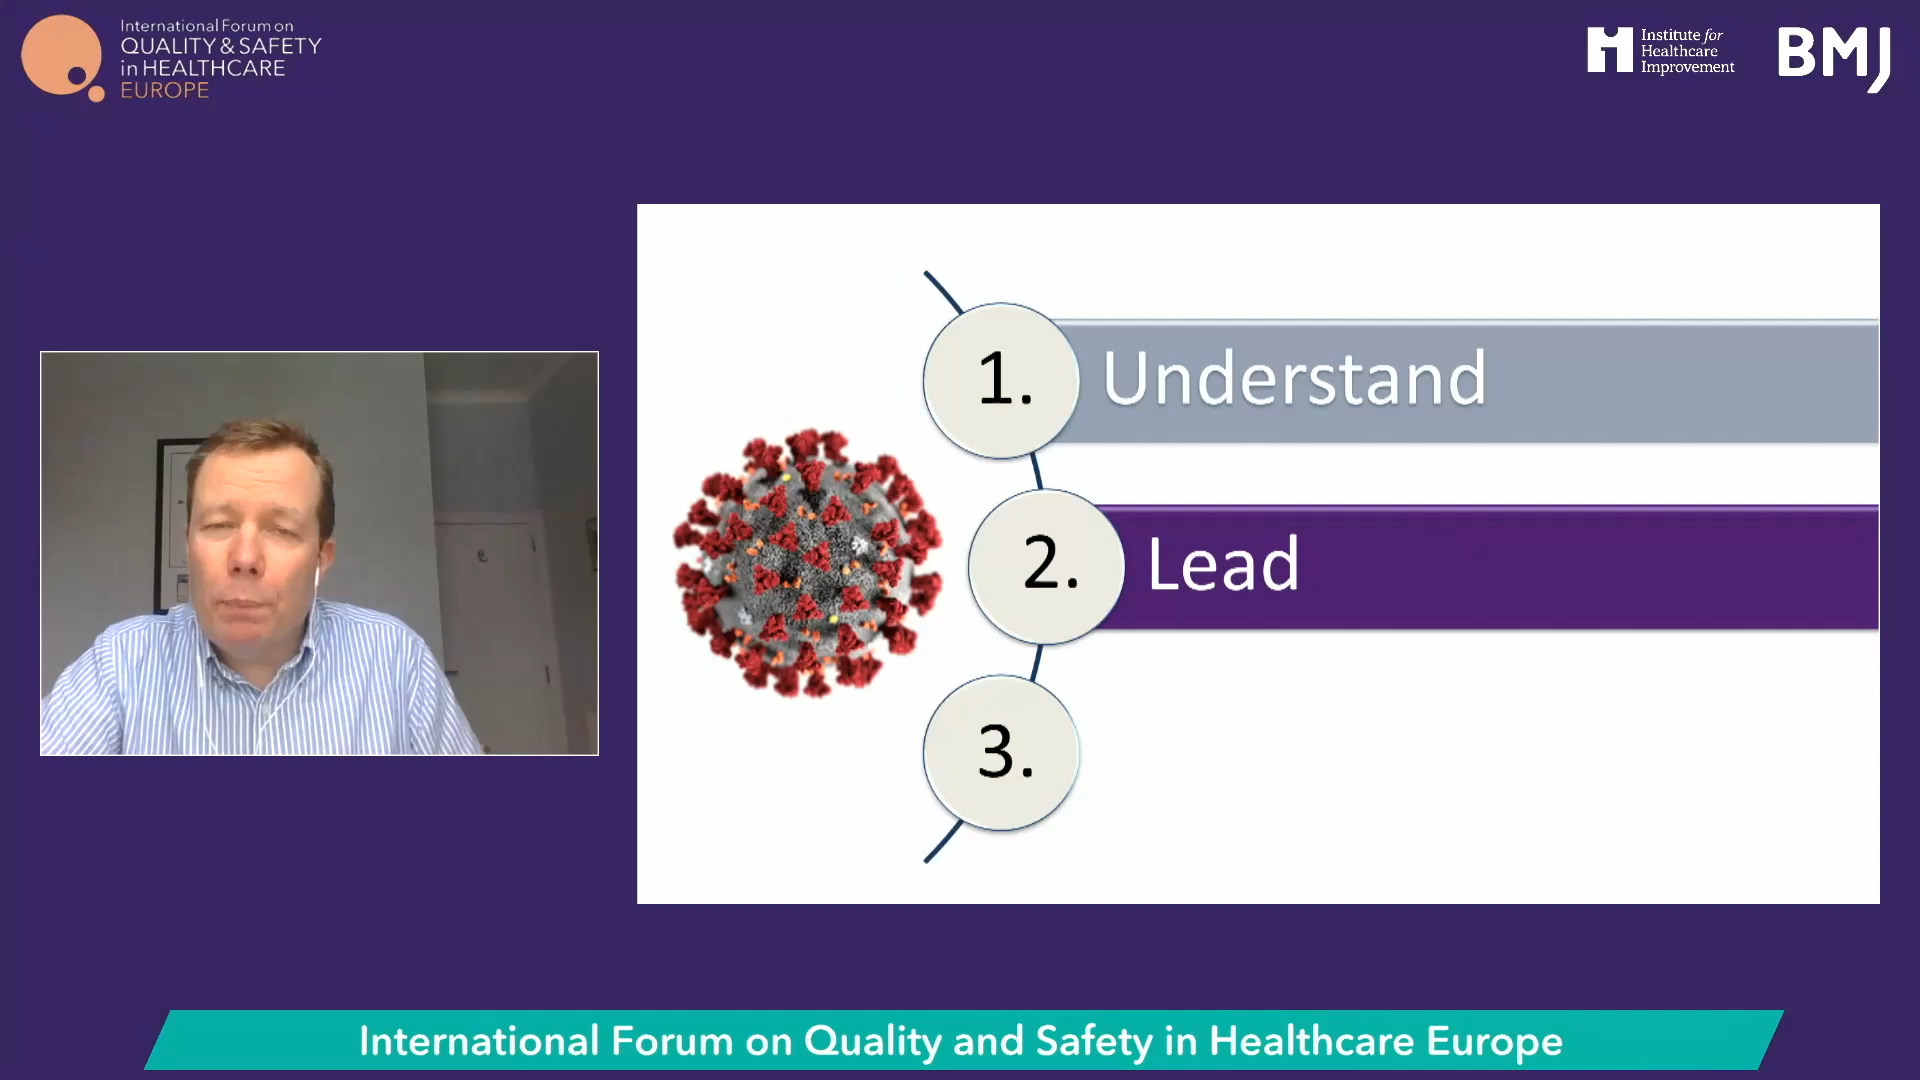 International Forum on
QUALITY & SAFETY
in HEALTHCARE
EUROPE
Institute for
Healthcare
Improvement
BMJ
1. Understand
2. Lead
3.
International Forum on Quality and Safety in Healthcare Europe